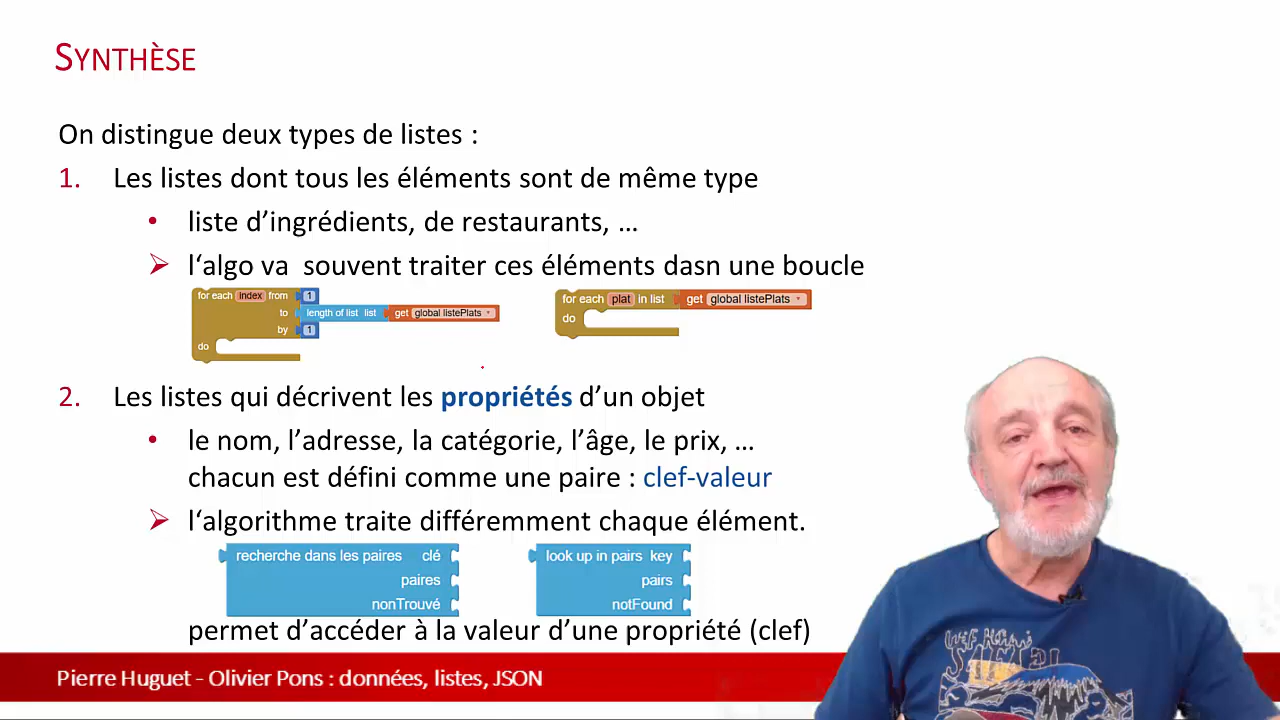 SYNTHÈSE
On distingue deux types de listes :
1. Les listes dont tous les éléments sont de même type
• liste d’ingrédients, de restaurants, …
➢ l‘algo va souvent traiter ces éléments dasn une boucle
for each index from 1
to length of list list get global listePlats
by 1
do
for each plat in list get global listePlats
do
2. Les listes qui décrivent les propriétés d’un objet
• le nom, l’adresse, la catégorie, l’âge, le prix, …
chacun est défini comme une paire : clef-valeur
➢ l‘algorithme traite différemment chaque élément.
recherche dans les paires clé
paires
nonTrouvé
look up in pairs key
pairs
notFound
permet d’accéder à la valeur d’une propriété (clef)
Pierre Huguet - Olivier Pons : données, listes, JSON